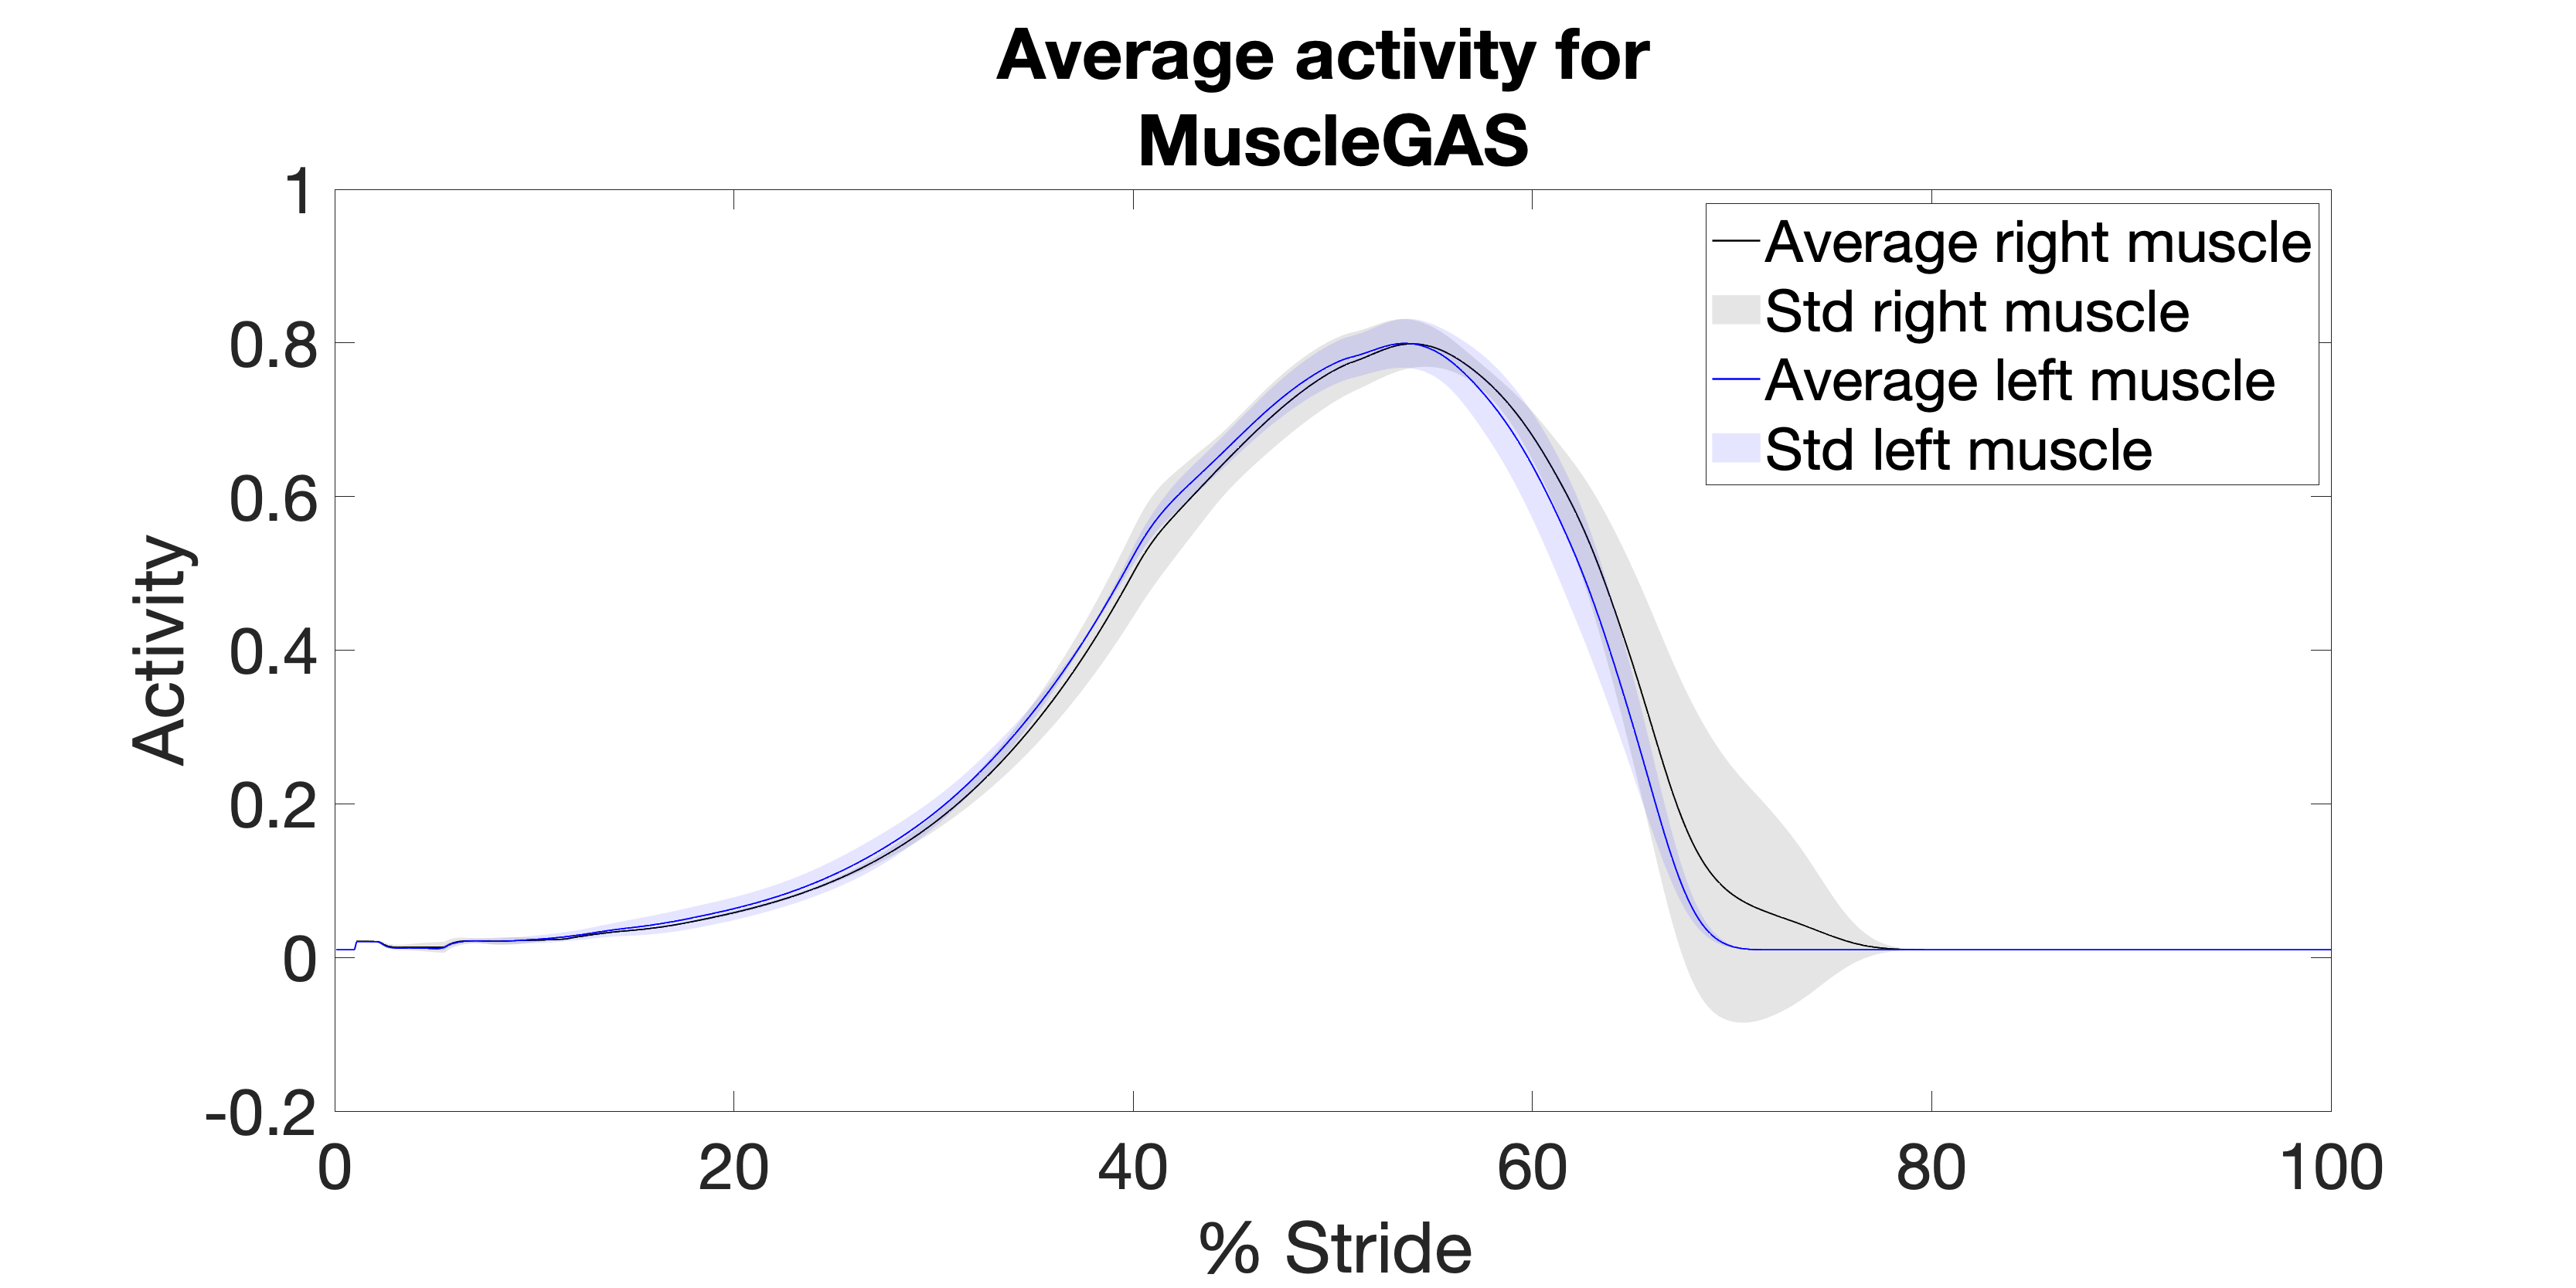 Average activity for
MuscleGAS
1
0.8
0.6
0.4
0.2
0
-0.2
Activity
0 20 40 60 80 100
% Stride
Average right muscle
Std right muscle
Average left muscle
Std left muscle